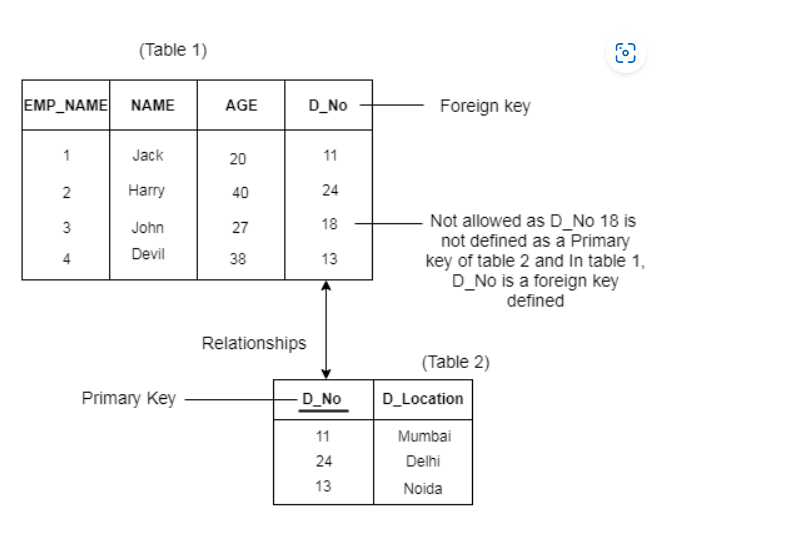 (Table 1)
EMP_NAME NAME AGE D_No Foreign key
1 Jack 20 11
2 Harry 40 24
3 John 27 18
4 Devil 38 13
Not allowed as D_No 18 is
not defined as a Primary
key of table 2 and In table 1,
D_No is a foreign key
defined
Relationships
(Table 2)
Primary Key D_No D_Location
11 Mumbai
24 Delhi
13 Noida